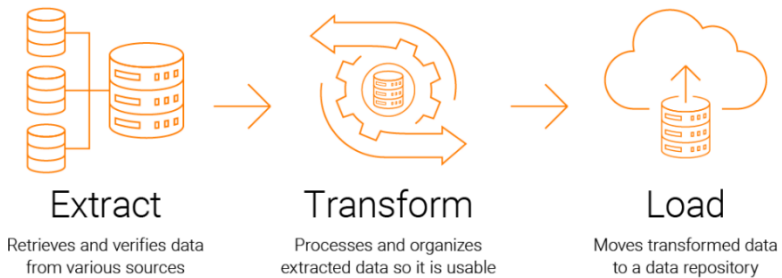 Extract
Retrieves and verifies data
from various sources
Transform
Processes and organizes
extracted data so it is usable
Load
Moves transformed data
to a data repository